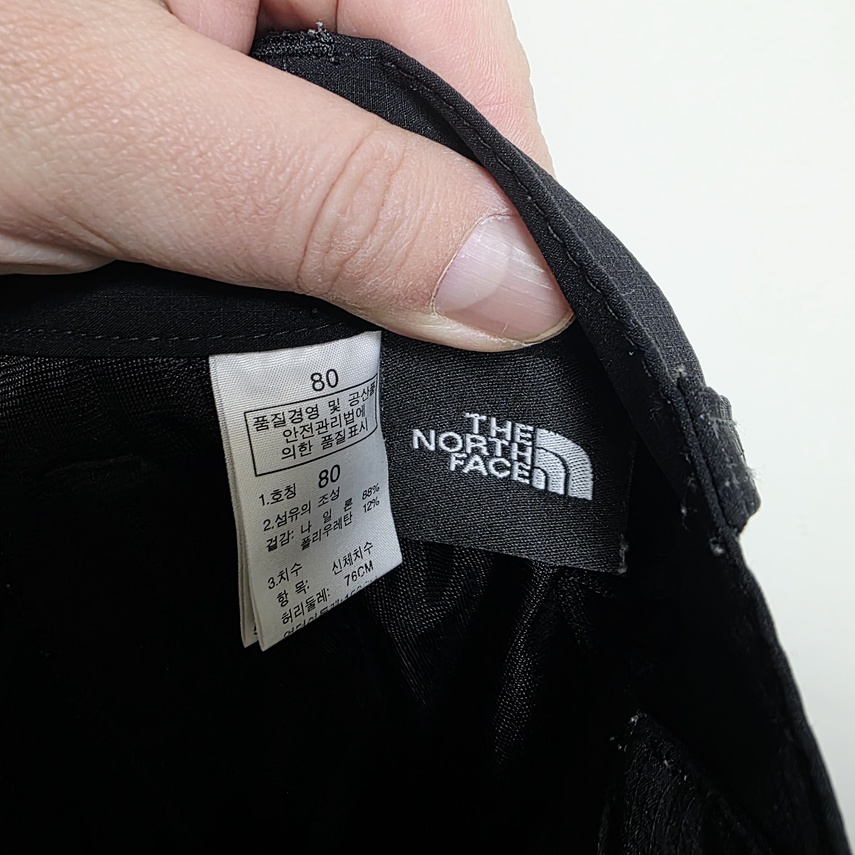 80
품질경영 및 공산품
안전관리법에
의한 품질표시
1.호칭 80
2.섬유의 조성
겉감: 나 일 론 88%
폴리우레탄 12%
3.치수
항 목: 신체치수
허리둘레: 76CM
THE
NORTH
FACE